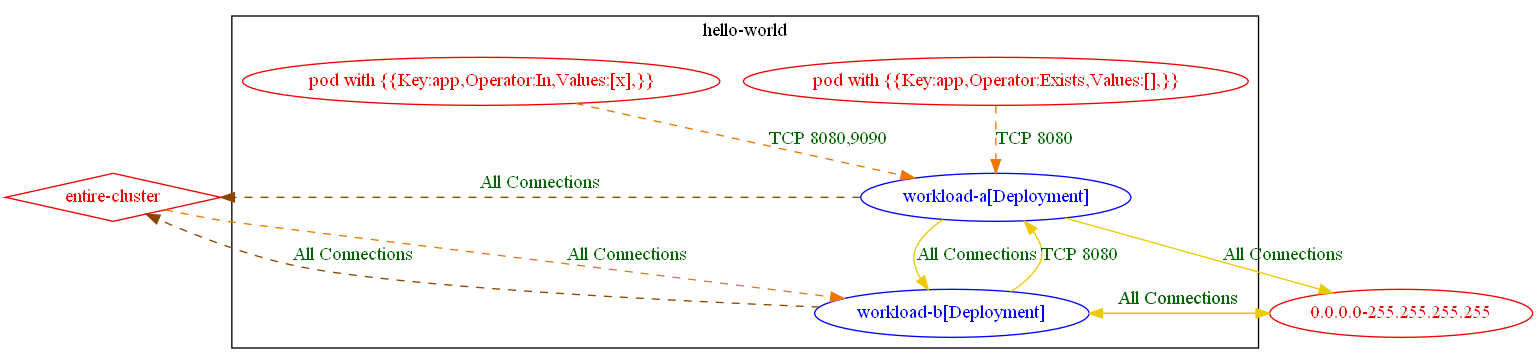 hello-world
pod with {{Key:app,Operator:In,Values:[x],}}
pod with {{Key:app,Operator:Exists,Values:[],}}
TCP 8080,9090
TCP 8080
All Connections
entire-cluster
workload-a[Deployment]
All Connections
All Connections
All Connections
TCP 8080
All Connections
All Connections
workload-b[Deployment]
0.0.0.0-255.255.255.255